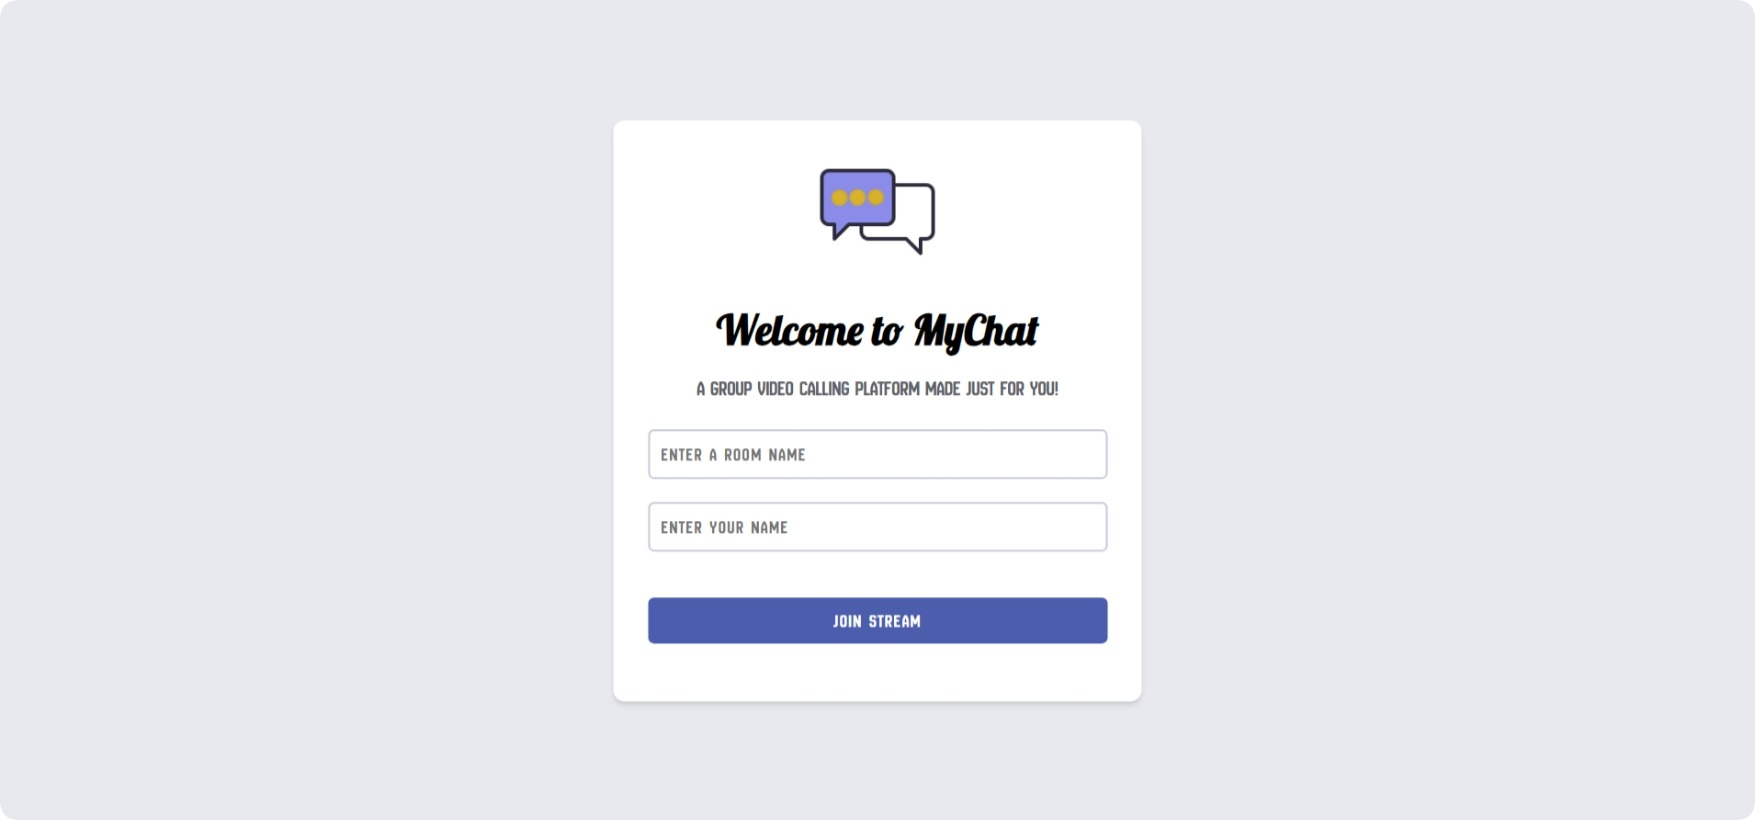 Welcome to MyChat
A GROUP VIDEO CALLING PLATFORM MADE JUST FOR YOU!
ENTER A ROOM NAME
ENTER YOUR NAME
JOIN STREAM